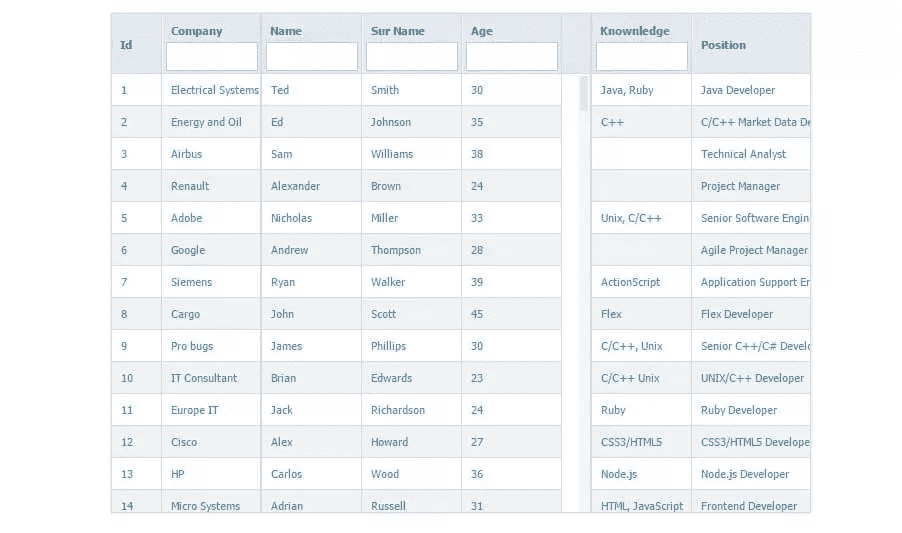 Id Company Name Sur Name Age Knownledge Position
1 Electrical Systems Ted Smith 30 Java, Ruby Java Developer
2 Energy and Oil Ed Johnson 35 C++ C/C++ Market Data De
3 Airbus Sam Williams 38 Technical Analyst
4 Renault Alexander Brown 24 Project Manager
5 Adobe Nicholas Miller 33 Unix, C/C++ Senior Software Engin
6 Google Andrew Thompson 28 Agile Project Manager
7 Siemens Ryan Walker 39 ActionScript Application Support Er
8 Cargo John Scott 45 Flex Flex Developer
9 Pro bugs James Phillips 30 C/C++, Unix Senior C++/C# Develo
10 IT Consultant Brian Edwards 23 C/C++ Unix UNIX/C++ Developer
11 Europe IT Jack Richardson 24 Ruby Ruby Developer
12 Cisco Alex Howard 27 CSS3/HTML5 CSS3/HTML5 Develope
13 HP Carlos Wood 36 Node.js Node.js Developer
14 Micro Systems Adrian Russell 31 HTML, JavaScript Frontend Developer